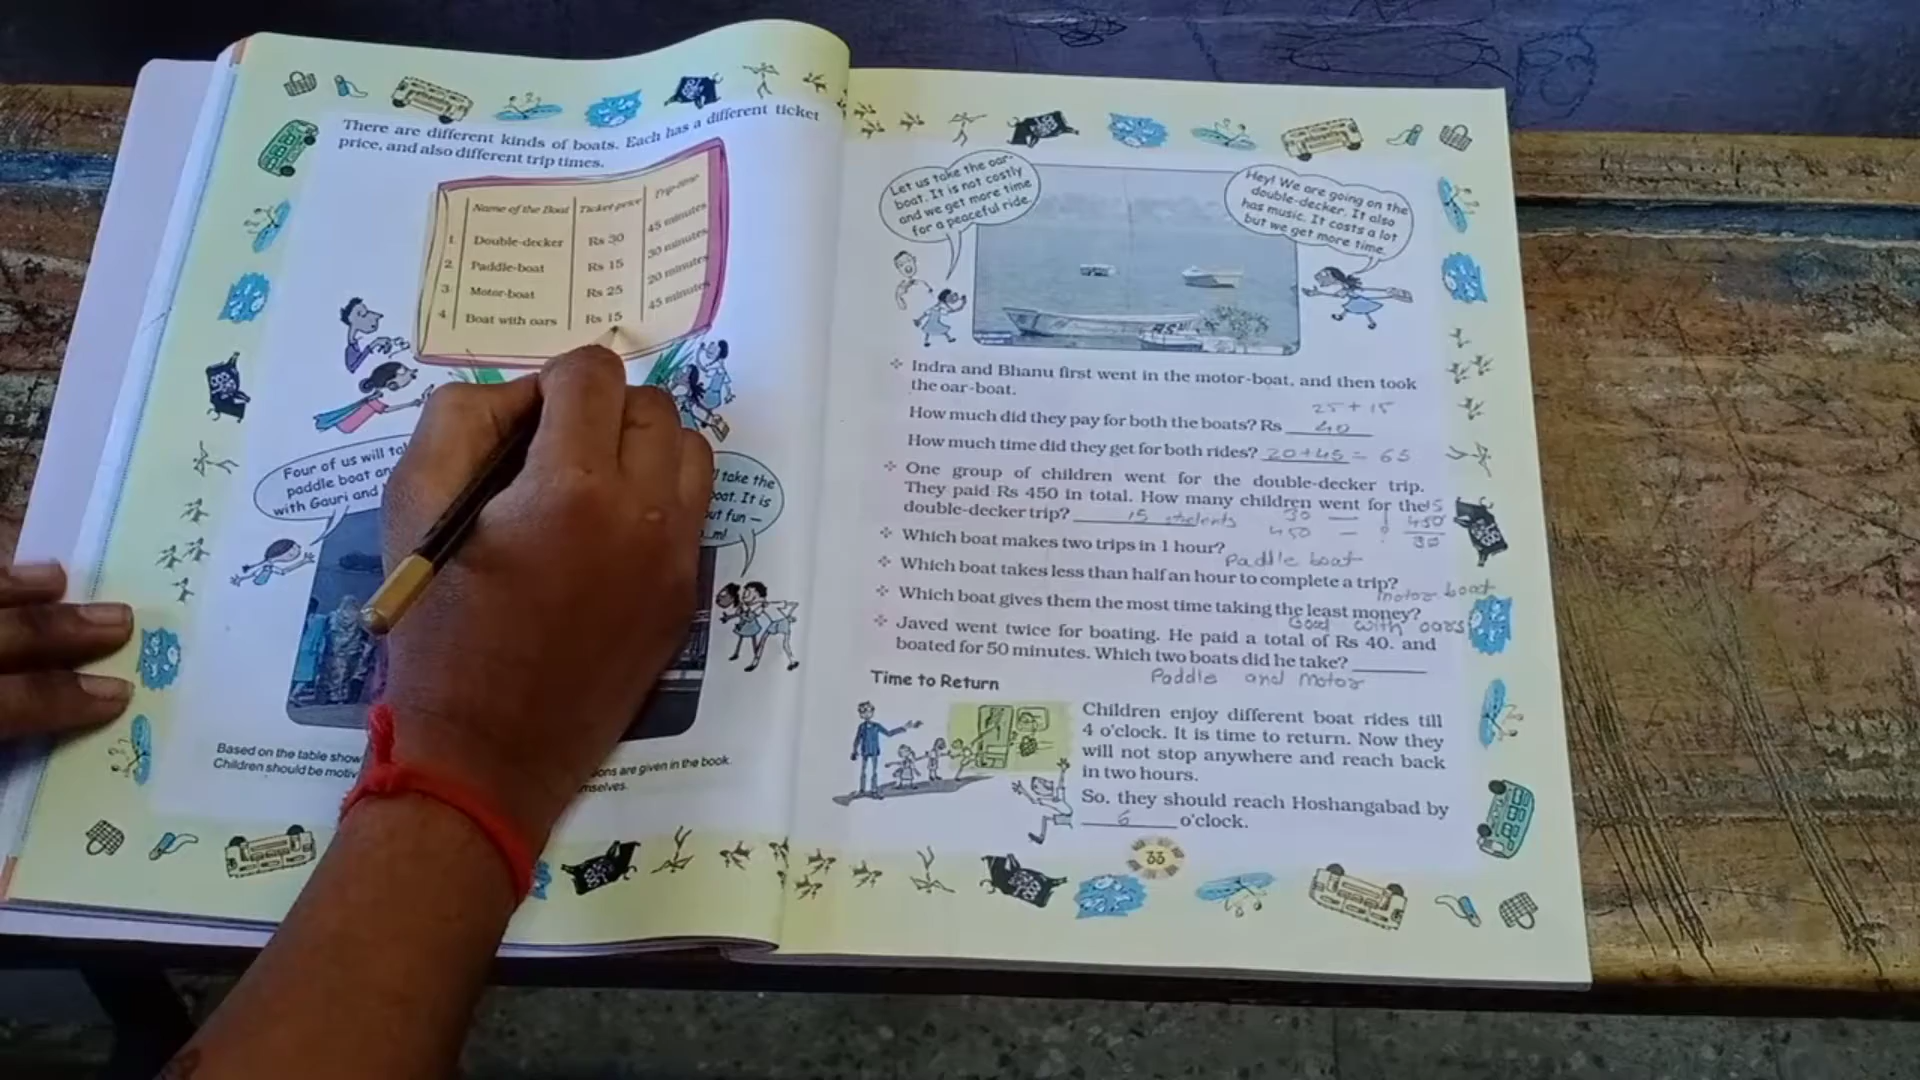 There are different kinds of boats. Each has a different ticket
price, and also different trip times.
Name of the Boat Ticket price Trip-time
1. Double-decker Rs 30 45 minutes
2. Paddle-boat Rs 15 30 minutes
3. Motor-boat Rs 25 20 minutes
4. Boat with oars Rs 15 45 minutes
Four of us will
paddle boat
with Gauri and
take the
It is
fun —
Based on the table
Children should be
are given in the book.
Let us take the oar-
boat. It is not costly
and we get more time
for a peaceful ride.
Hey! We are going on the
double-decker. It also
has music. It costs a lot
but we get more time.
Indra and Bhanu first went in the motor-boat, and then took
the oar-boat.
25 + 15
How much did they pay for both the boats? Rs 40
How much time did they get for both rides? 20+45 = 65
One group of children went for the double-decker trip.
They paid Rs 450 in total. How many children went for the
double-decker trip? 15 students
30 — 1
450 — ?
15
450
30
Which boat makes two trips in 1 hour?
Paddle boat
Which boat takes less than half an hour to complete a trip?
motor boat
Which boat gives them the most time taking the least money?
with oars
Javed went twice for boating. He paid a total of Rs 40. and
boated for 50 minutes. Which two boats did he take?
Paddle and Motor
Time to Return
Children enjoy different boat rides till
4 o'clock. It is time to return. Now they
will not stop anywhere and reach back
in two hours.
So, they should reach Hoshangabad by
6 o'clock.
33